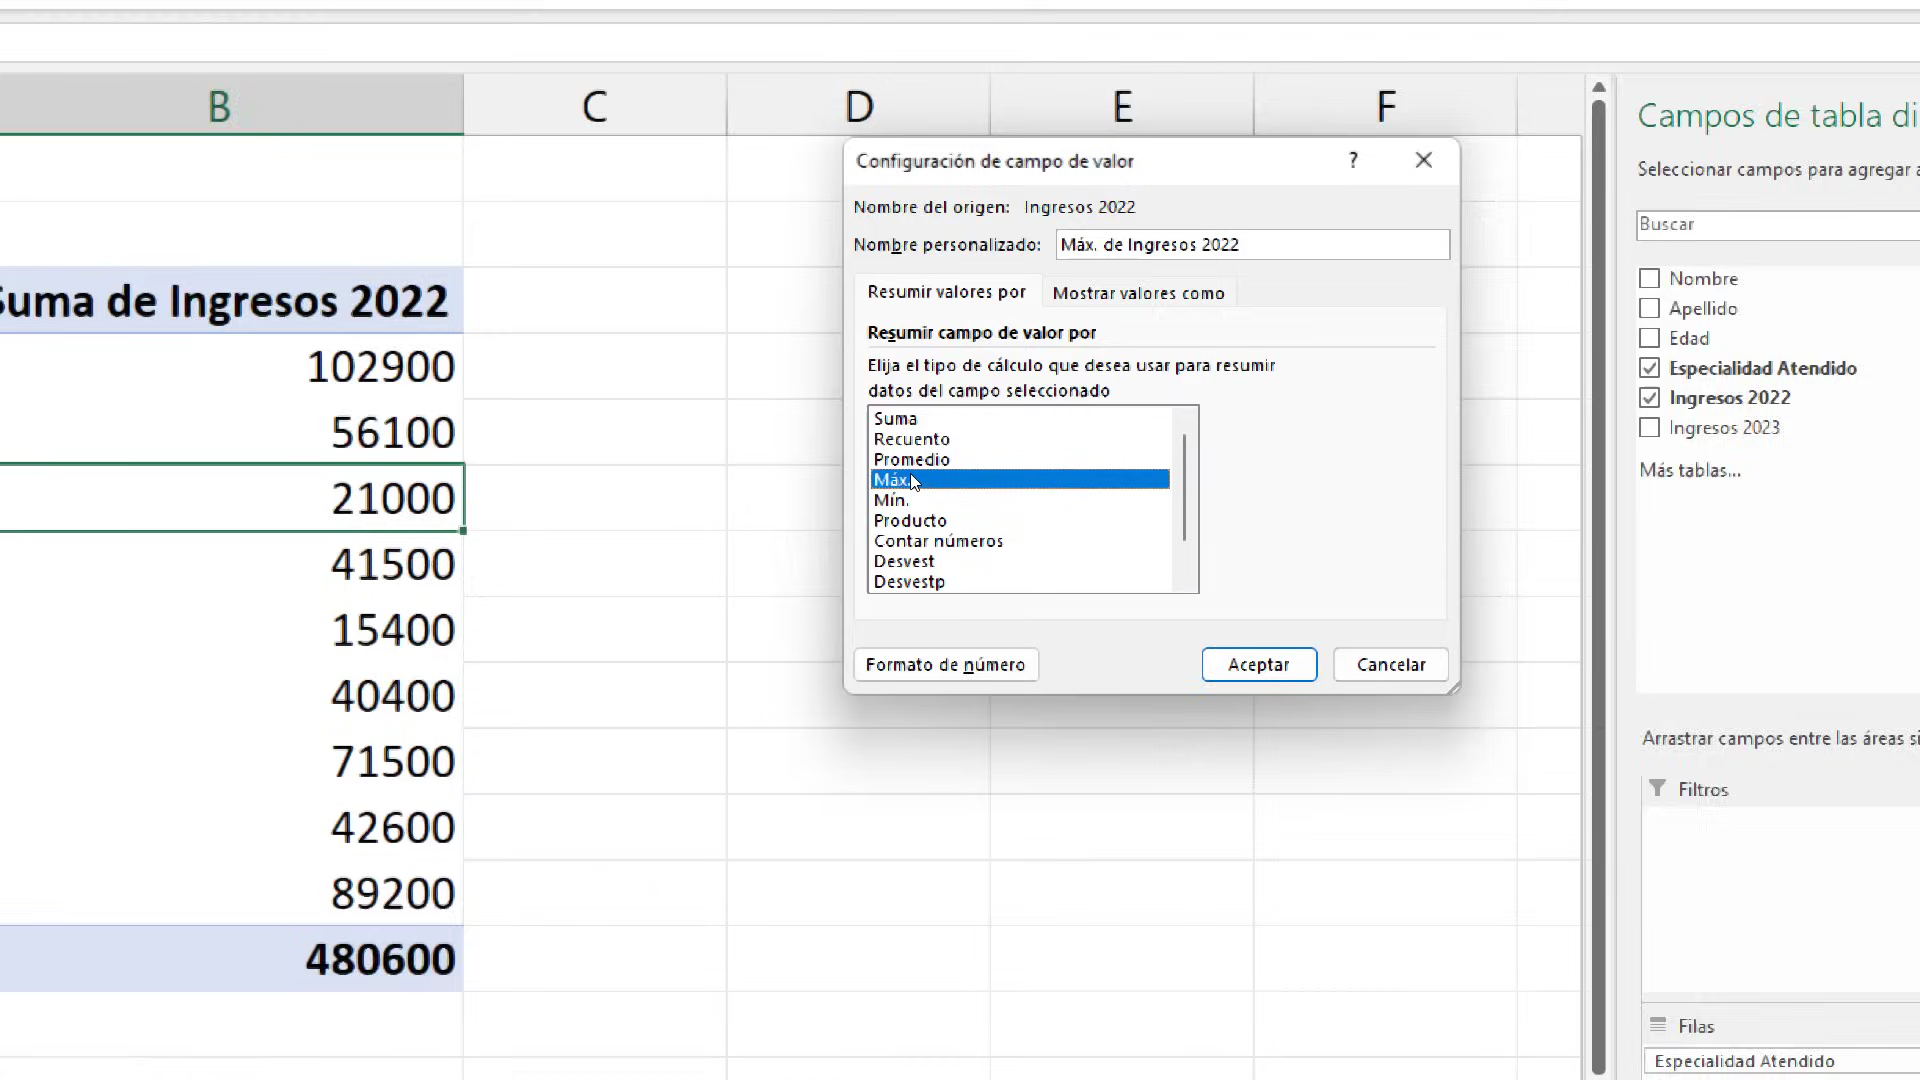 B
C
D
E
F
Suma de Ingresos 2022
102900
56100
21000
41500
15400
40400
71500
42600
89200
480600
Configuración de campo de valor
?
Nombre del origen: Ingresos 2022
Nombre personalizado: Máx. de Ingresos 2022
Resumir valores por
Mostrar valores como
Resumir campo de valor por
Elija el tipo de cálculo que desea usar para resumir
datos del campo seleccionado
Suma
Recuento
Promedio
Máx.
Mín.
Producto
Contar números
Desvest
Desvestp
Formato de número
Aceptar
Cancelar
Campos de tabla di
Seleccionar campos para agregar a
Buscar
Nombre
Apellido
Edad
Especialidad Atendido
Ingresos 2022
Ingresos 2023
Más tablas...
Arrastrar campos entre las áreas si
Filtros
Filas
Especialidad Atendido